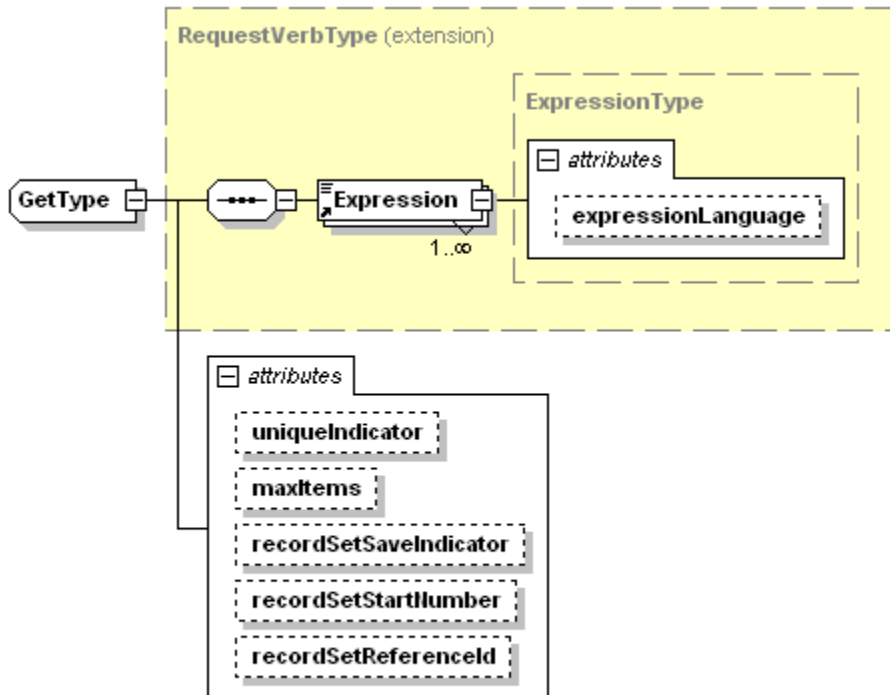 RequestVerbType (extension)
ExpressionType
attributes
GetType
Expression
expressionLanguage
1..∞
attributes
uniqueIndicator
maxItems
recordSetSaveIndicator
recordSetStartNumber
recordSetReferenceId